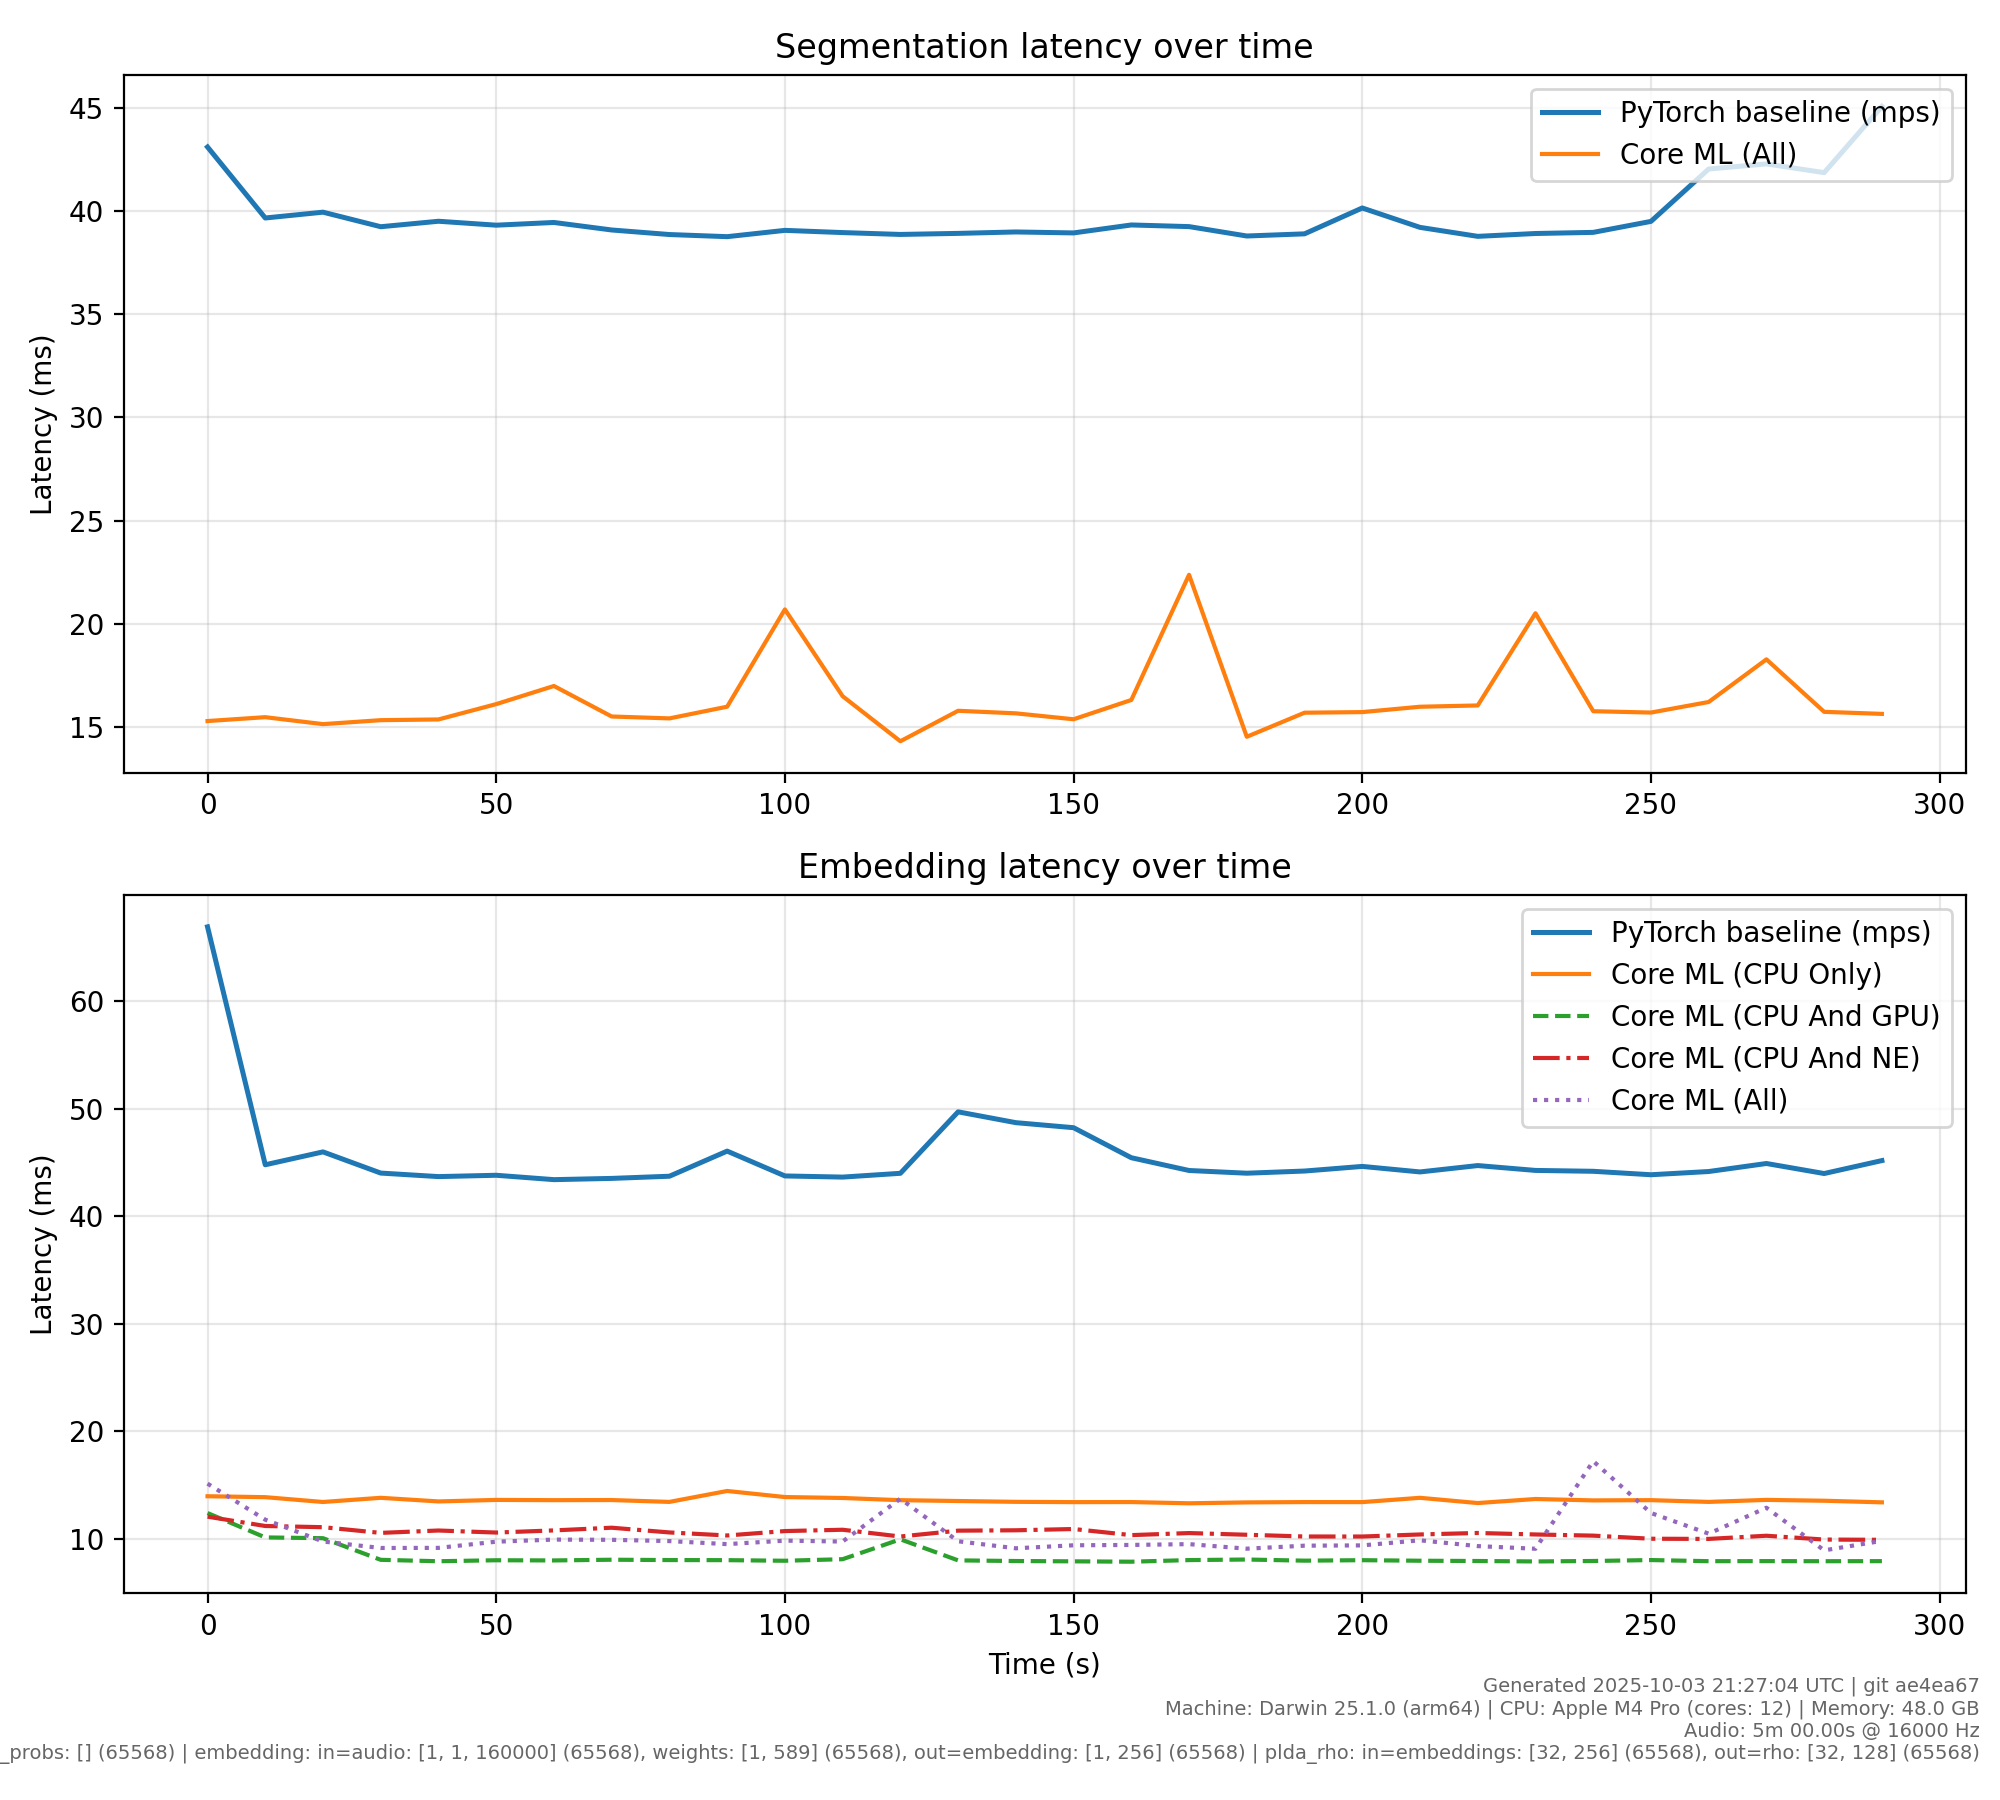 Segmentation latency over time
45
40
35
30
25
20
15
Latency (ms)
PyTorch baseline (mps)
Core ML (All)
0 50 100 150 200 250 300
Embedding latency over time
60
50
40
30
20
10
Latency (ms)
PyTorch baseline (mps)
Core ML (CPU Only)
Core ML (CPU And GPU)
Core ML (CPU And NE)
Core ML (All)
0 50 100 150 200 250 300
Time (s)
Generated 2025-10-03 21:27:04 UTC | git ae4ea67
Machine: Darwin 25.1.0 (arm64) | CPU: Apple M4 Pro (cores: 12) | Memory: 48.0 GB
Audio: 5m 00.00s @ 16000 Hz
_probs: [] (65568) | embedding: in=audio: [1, 1, 160000] (65568), weights: [1, 589] (65568), out=embedding: [1, 256] (65568) | plda_rho: in=embeddings: [32, 256] (65568), out=rho: [32, 128] (65568)